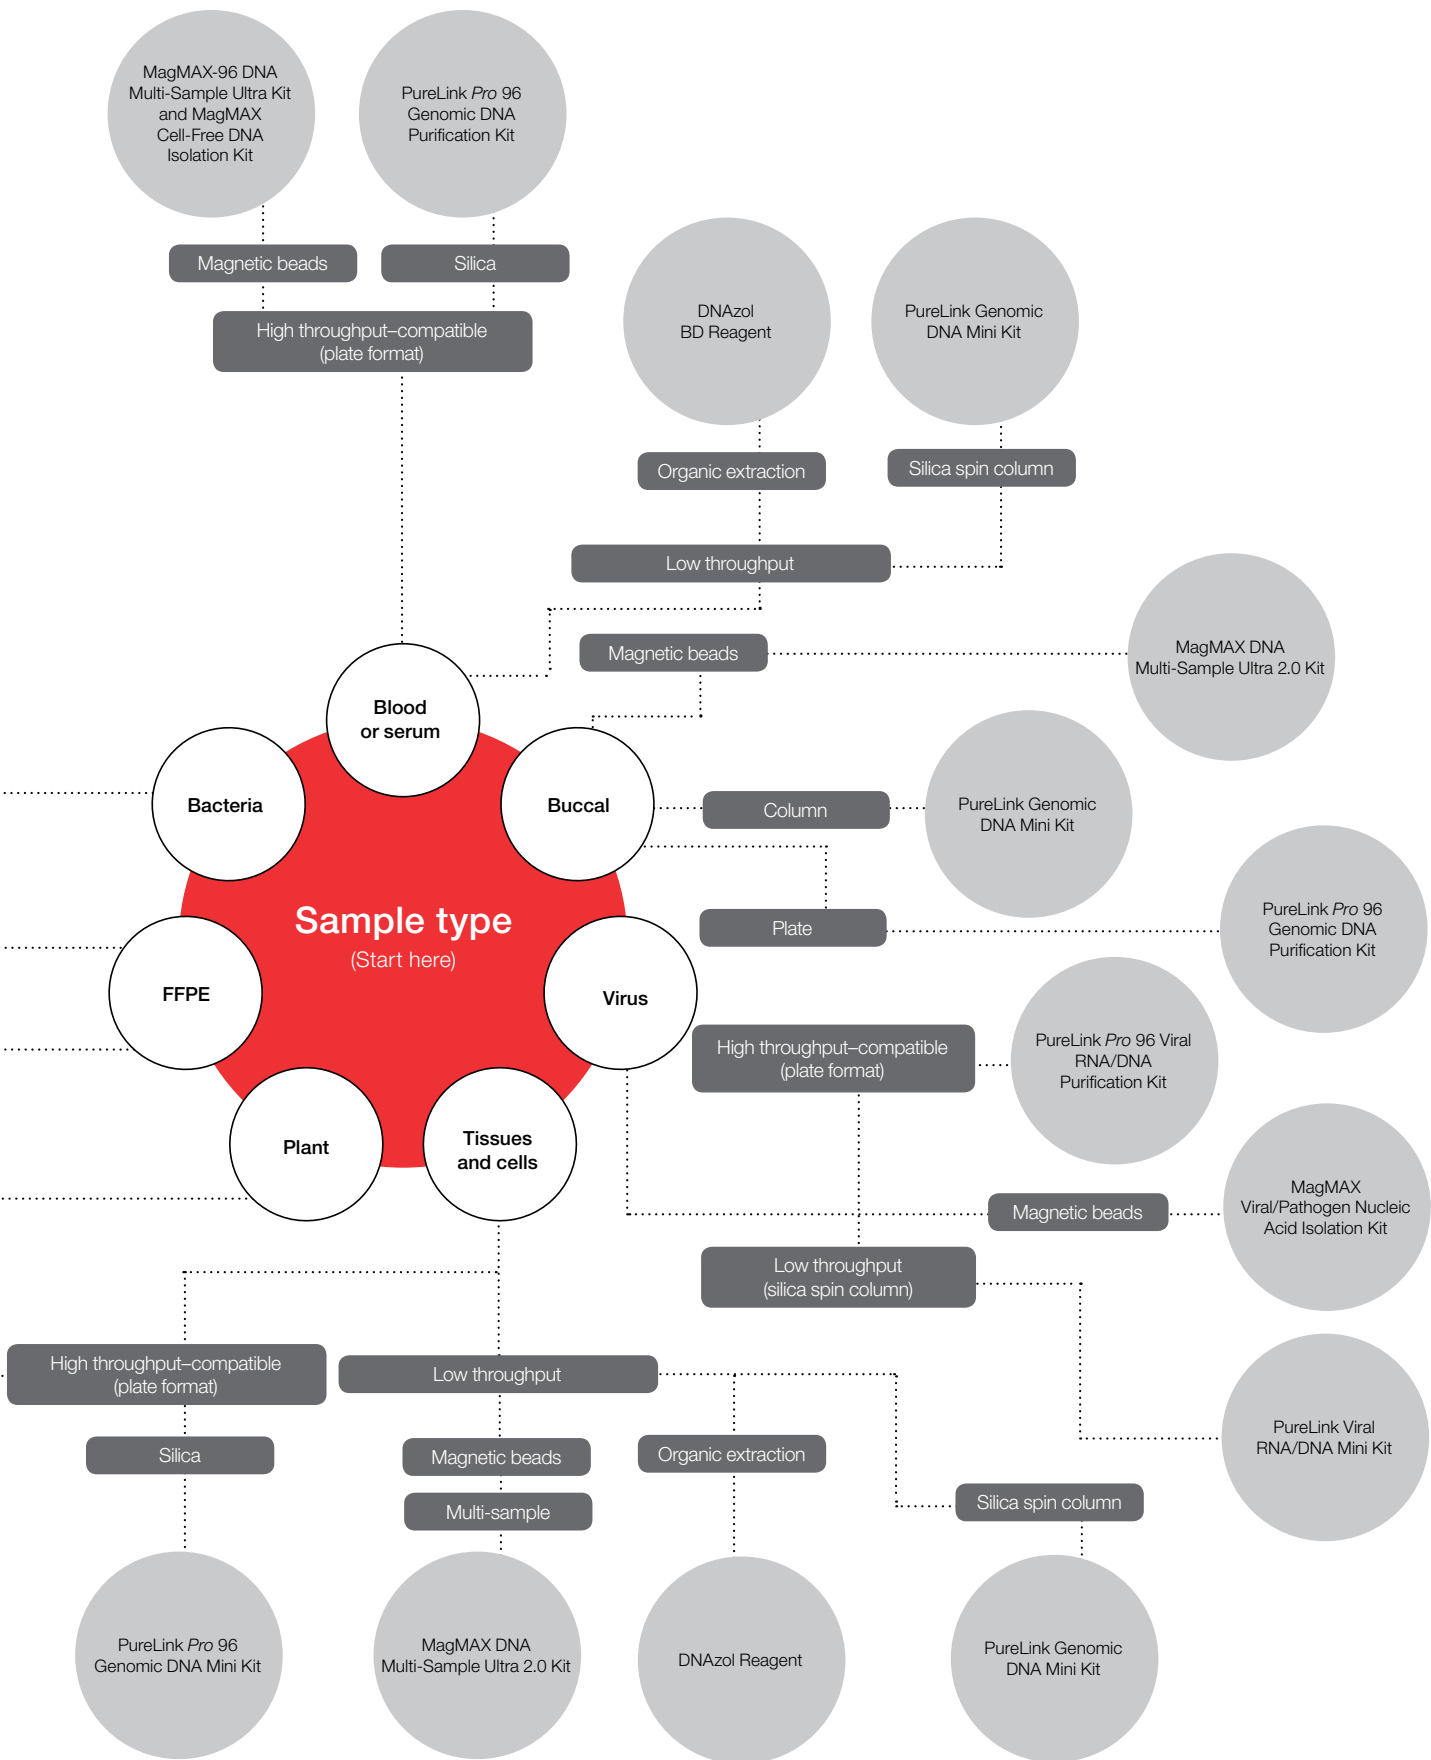 MagMAX-96 DNA
Multi-Sample Ultra Kit
and MagMAX
Cell-Free DNA
Isolation Kit
PureLink Pro 96
Genomic DNA
Purification Kit
Magnetic beads
Silica
High throughput–compatible
(plate format)
DNAzol
BD Reagent
PureLink Genomic
DNA Mini Kit
Organic extraction
Silica spin column
Low throughput
Magnetic beads
MagMAX DNA
Multi-Sample Ultra 2.0 Kit
Blood
or serum
Bacteria
Buccal
Column
PureLink Genomic
DNA Mini Kit
Sample type
(Start here)
Plate
PureLink Pro 96
Genomic DNA
Purification Kit
FFPE
Virus
High throughput–compatible
(plate format)
PureLink Pro 96 Viral
RNA/DNA
Purification Kit
Plant
Tissues
and cells
Magnetic beads
MagMAX
Viral/Pathogen Nucleic
Acid Isolation Kit
Low throughput
(silica spin column)
High throughput–compatible
(plate format)
Low throughput
PureLink Viral
RNA/DNA Mini Kit
Silica
Magnetic beads
Organic extraction
Multi-sample
Silica spin column
PureLink Pro 96
Genomic DNA Mini Kit
MagMAX DNA
Multi-Sample Ultra 2.0 Kit
DNAzol Reagent
PureLink Genomic
DNA Mini Kit